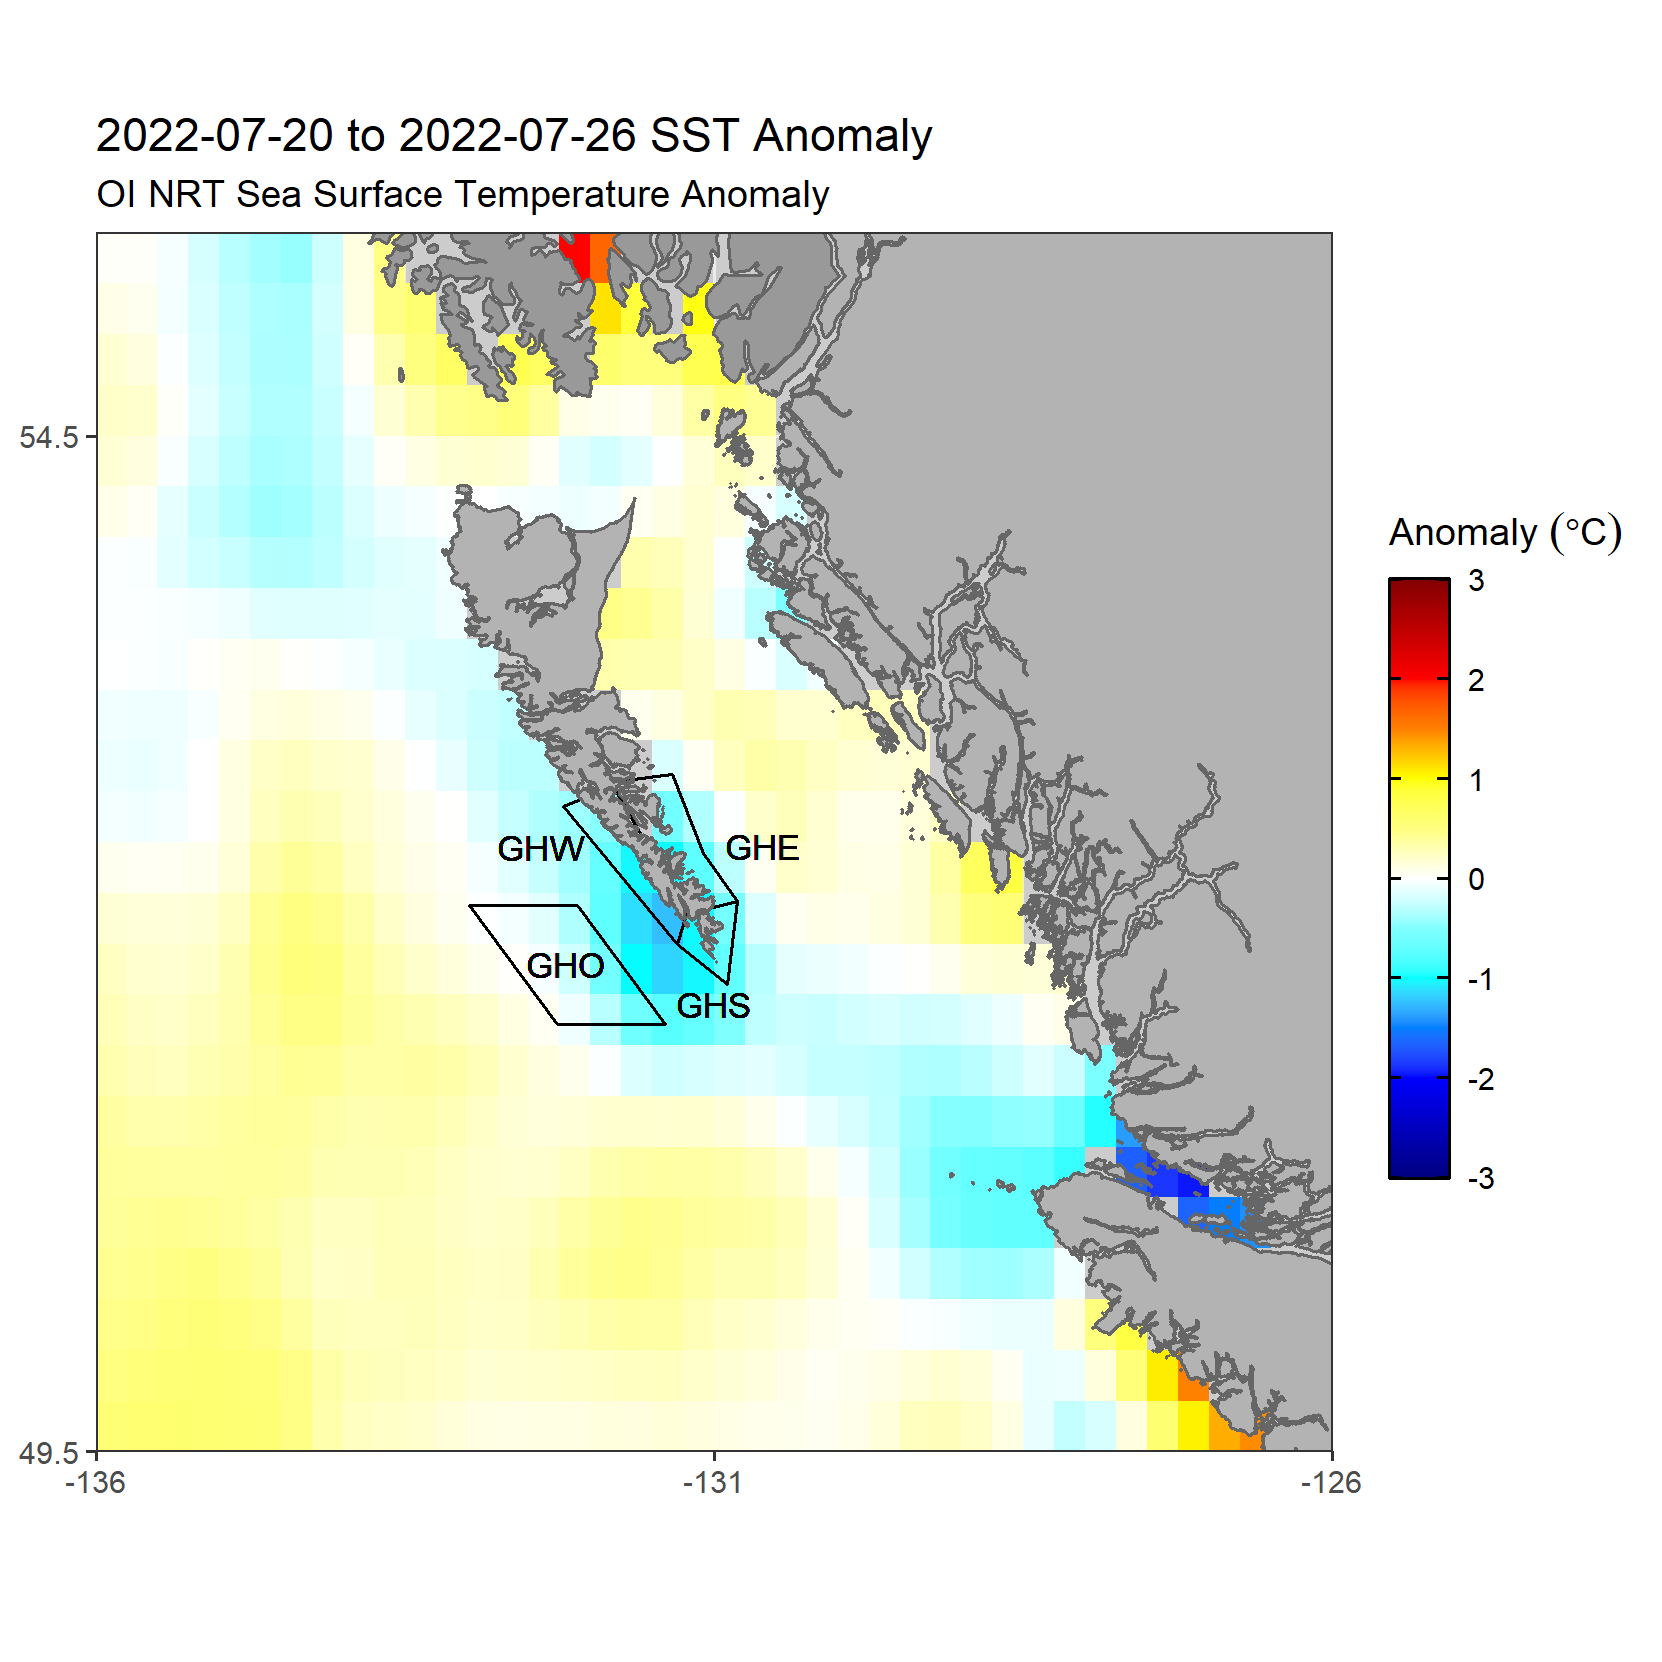 2022-07-20 to 2022-07-26 SST Anomaly
OI NRT Sea Surface Temperature Anomaly
54.5
49.5
-136
-131
-126
GHW
GHE
GHO
GHS
Anomaly (°C)
3
2
1
0
-1
-2
-3